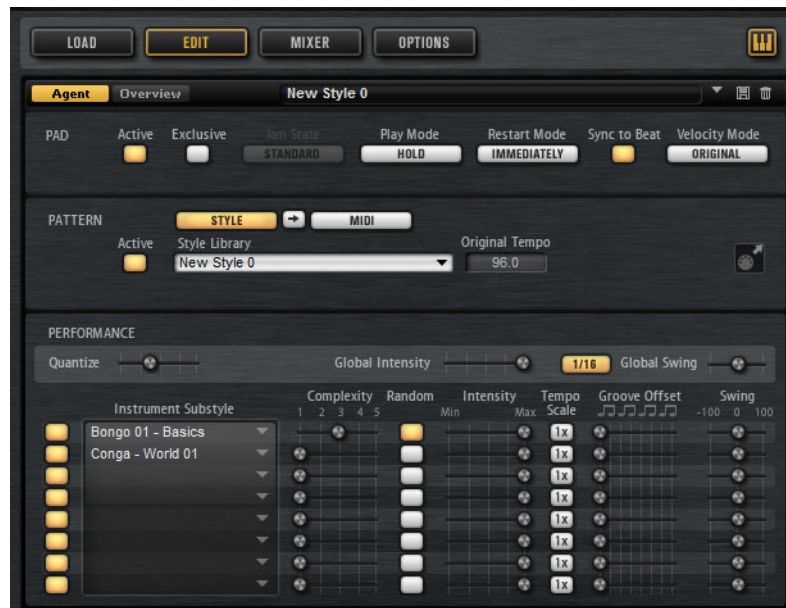 LOAD EDIT MIXER OPTIONS
Agent Overview New Style 0
PAD Active Exclusive Jam State Play Mode Restart Mode Sync to Beat Velocity Mode
STANDARD HOLD IMMEDIATELY ORIGINAL
PATTERN STYLE MIDI
Active Style Library Original Tempo
New Style 0 96.0
PERFORMANCE
Quantize Global Intensity 1/16 Global Swing
Instrument Substyle Complexity Random Intensity Tempo Scale Groove Offset Swing
1 2 3 4 5 Min Max -100 0 100
Bongo 01 - Basics 1x
Conga - World 01 1x
1x
1x
1x
1x
1x
1x